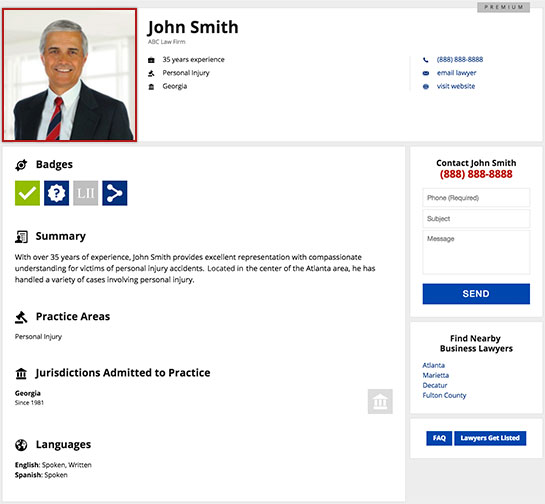 PREMIUM
John Smith
ABC Law Firm
35 years experience
Personal Injury
Georgia
(888) 888-8888
email lawyer
visit website
Badges
LII
Summary
With over 35 years of experience, John Smith provides excellent representation with compassionate
understanding for victims of personal injury accidents. Located in the center of the Atlanta area, he has
handled a variety of cases involving personal injury.
Practice Areas
Personal Injury
Jurisdictions Admitted to Practice
Georgia
Since 1981
Languages
English: Spoken, Written
Spanish: Spoken
Contact John Smith
(888) 888-8888
Phone (Required)
Subject
Message
SEND
Find Nearby
Business Lawyers
Atlanta
Marietta
Decatur
Fulton County
FAQ
Lawyers Get Listed